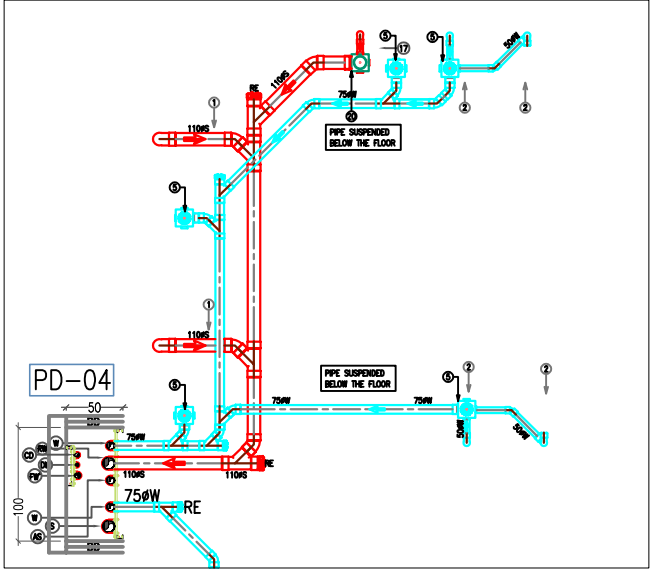 5
17
5
50øW
RE
110øS
75øW
1
20
2
2
110øS
PIPE SUSPENDED
BELOW THE FLOOR
5
1
110øS
PIPE SUSPENDED
BELOW THE FLOOR
5
2
2
PD-04
50
5
75øW
75øW
75øW
50øW
50øW
W
RW
CD
FW
110øS
110øS
RE
75øW
RE
100
W
S
AS